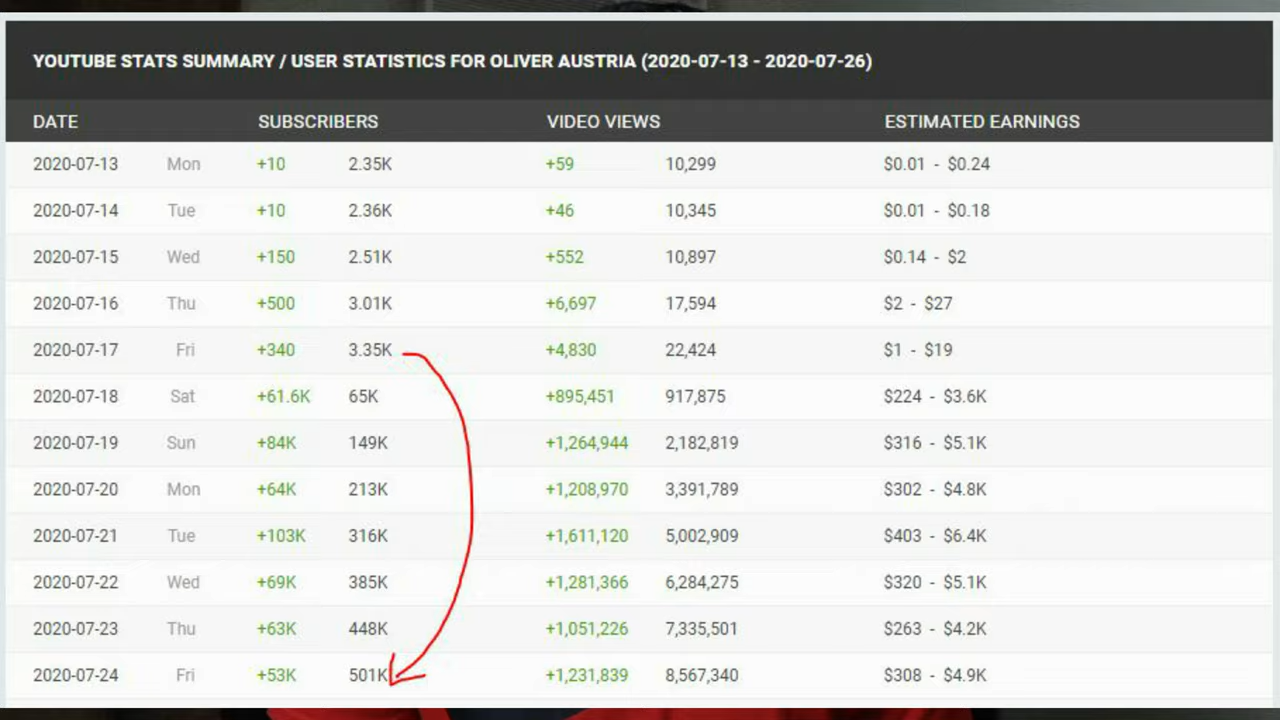 YOUTUBE STATS SUMMARY / USER STATISTICS FOR OLIVER AUSTRIA (2020-07-13 - 2020-07-26)
DATE SUBSCRIBERS VIDEO VIEWS ESTIMATED EARNINGS
2020-07-13 Mon +10 2.35K +59 10,299 $0.01 - $0.24
2020-07-14 Tue +10 2.36K +46 10,345 $0.01 - $0.18
2020-07-15 Wed +150 2.51K +552 10,897 $0.14 - $2
2020-07-16 Thu +500 3.01K +6,697 17,594 $2 - $27
2020-07-17 Fri +340 3.35K +4,830 22,424 $1 - $19
2020-07-18 Sat +61.6K 65K +895,451 917,875 $224 - $3.6K
2020-07-19 Sun +84K 149K +1,264,944 2,182,819 $316 - $5.1K
2020-07-20 Mon +64K 213K +1,208,970 3,391,789 $302 - $4.8K
2020-07-21 Tue +103K 316K +1,611,120 5,002,909 $403 - $6.4K
2020-07-22 Wed +69K 385K +1,281,366 6,284,275 $320 - $5.1K
2020-07-23 Thu +63K 448K +1,051,226 7,335,501 $263 - $4.2K
2020-07-24 Fri +53K 501K +1,231,839 8,567,340 $308 - $4.9K